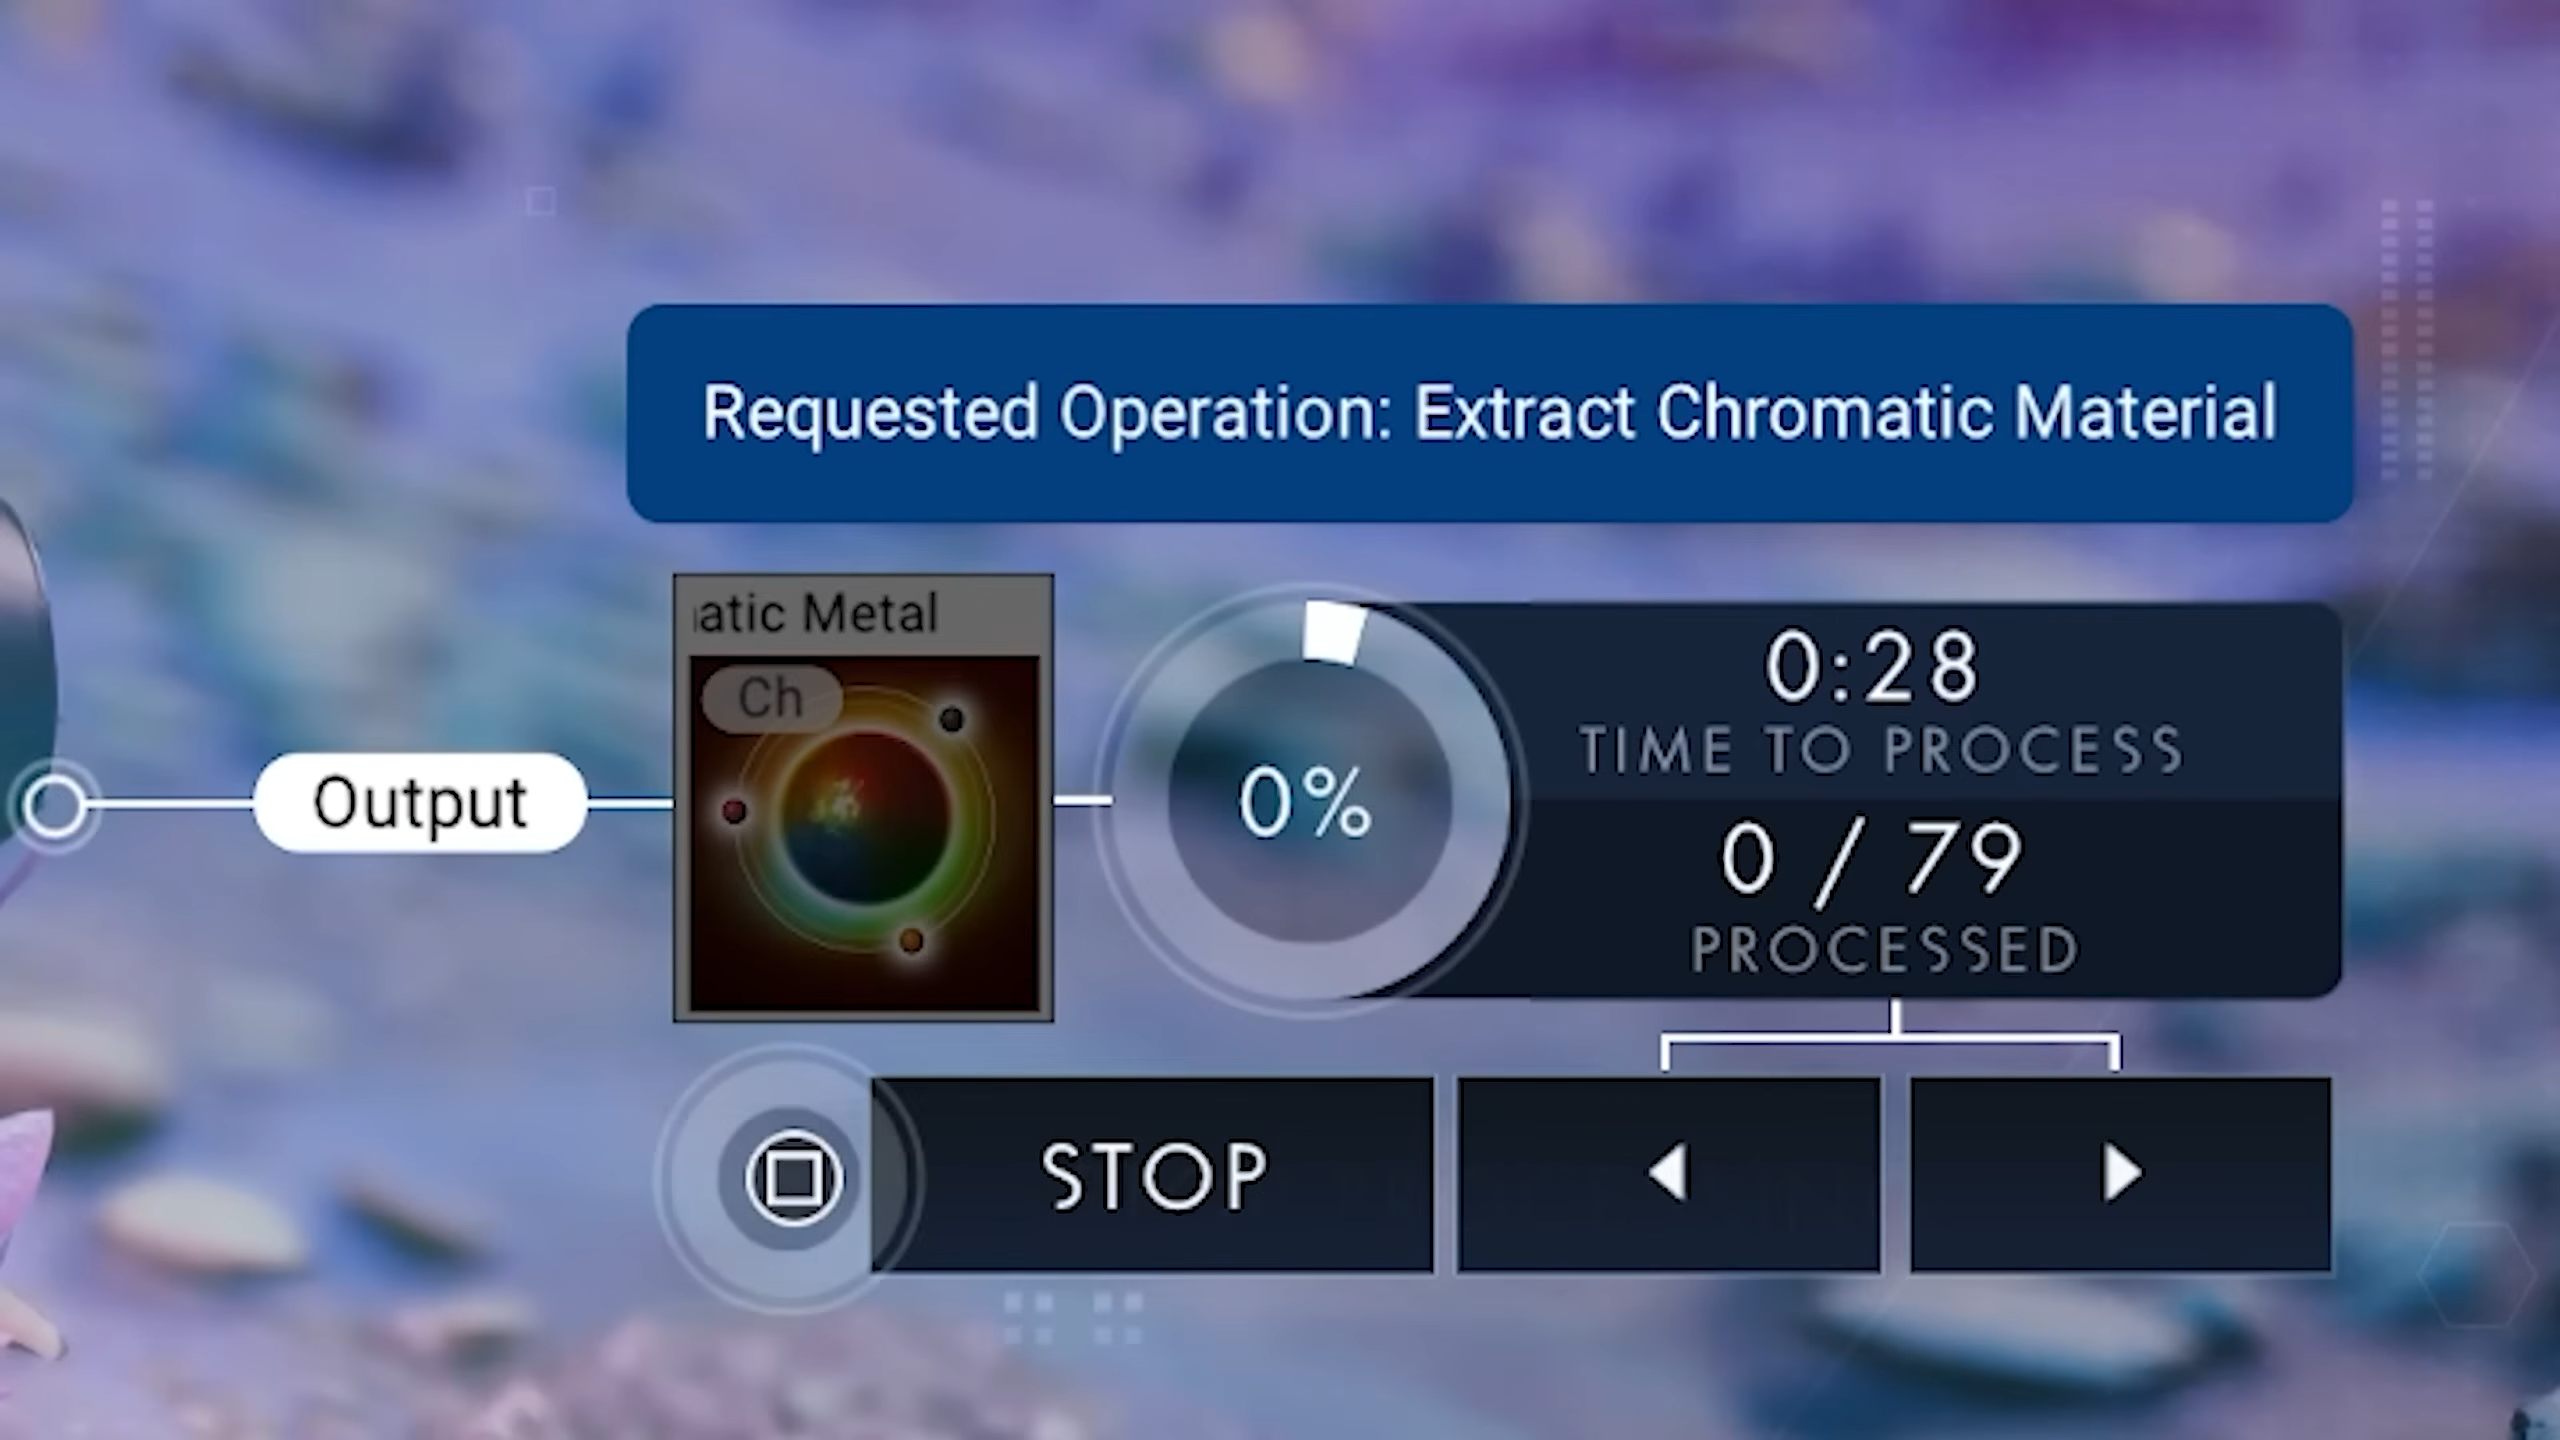 Requested Operation: Extract Chromatic Material
atic Metal
Ch
Output
0%
0:28
TIME TO PROCESS
0 / 79
PROCESSED
STOP